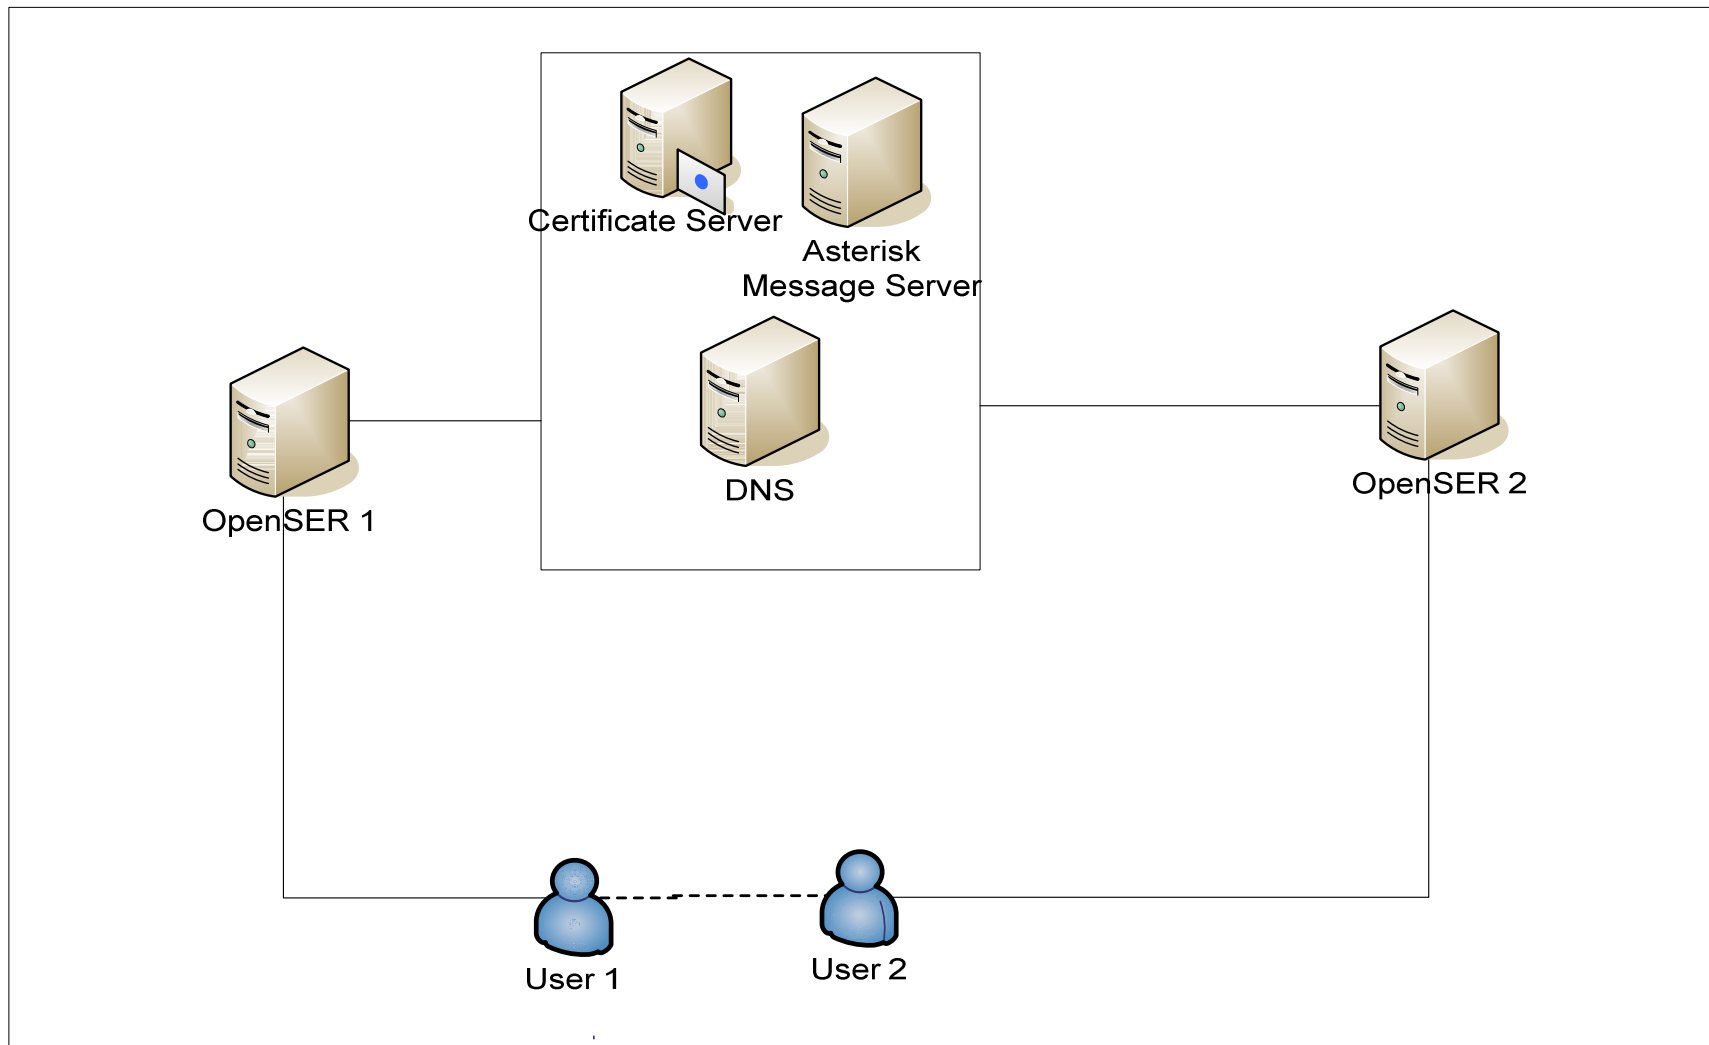 Certificate Server
Asterisk
Message Server
DNS
OpenSER 1
OpenSER 2
User 1
User 2